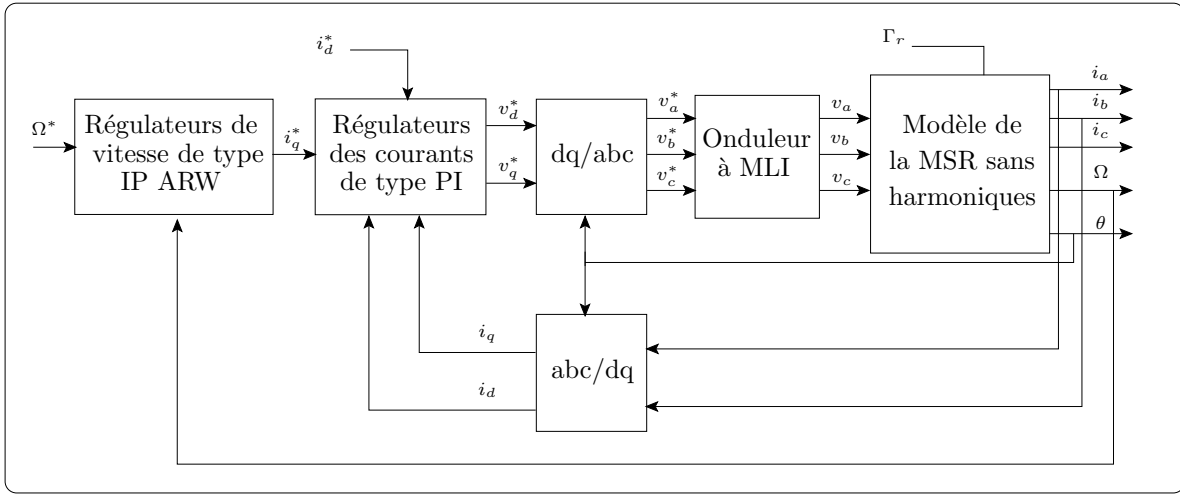 i_d^*
Γ_r
Ω^*
Régulateurs de
vitesse de type
IP ARW
i_q^*
Régulateurs
des courants
de type PI
v_d^*
v_q^*
dq/abc
v_a^*
v_b^*
v_c^*
Onduleur
à MLI
v_a
v_b
v_c
Modèle de
la MSR sans
harmoniques
i_a
i_b
i_c
Ω
θ
i_q
i_d
abc/dq